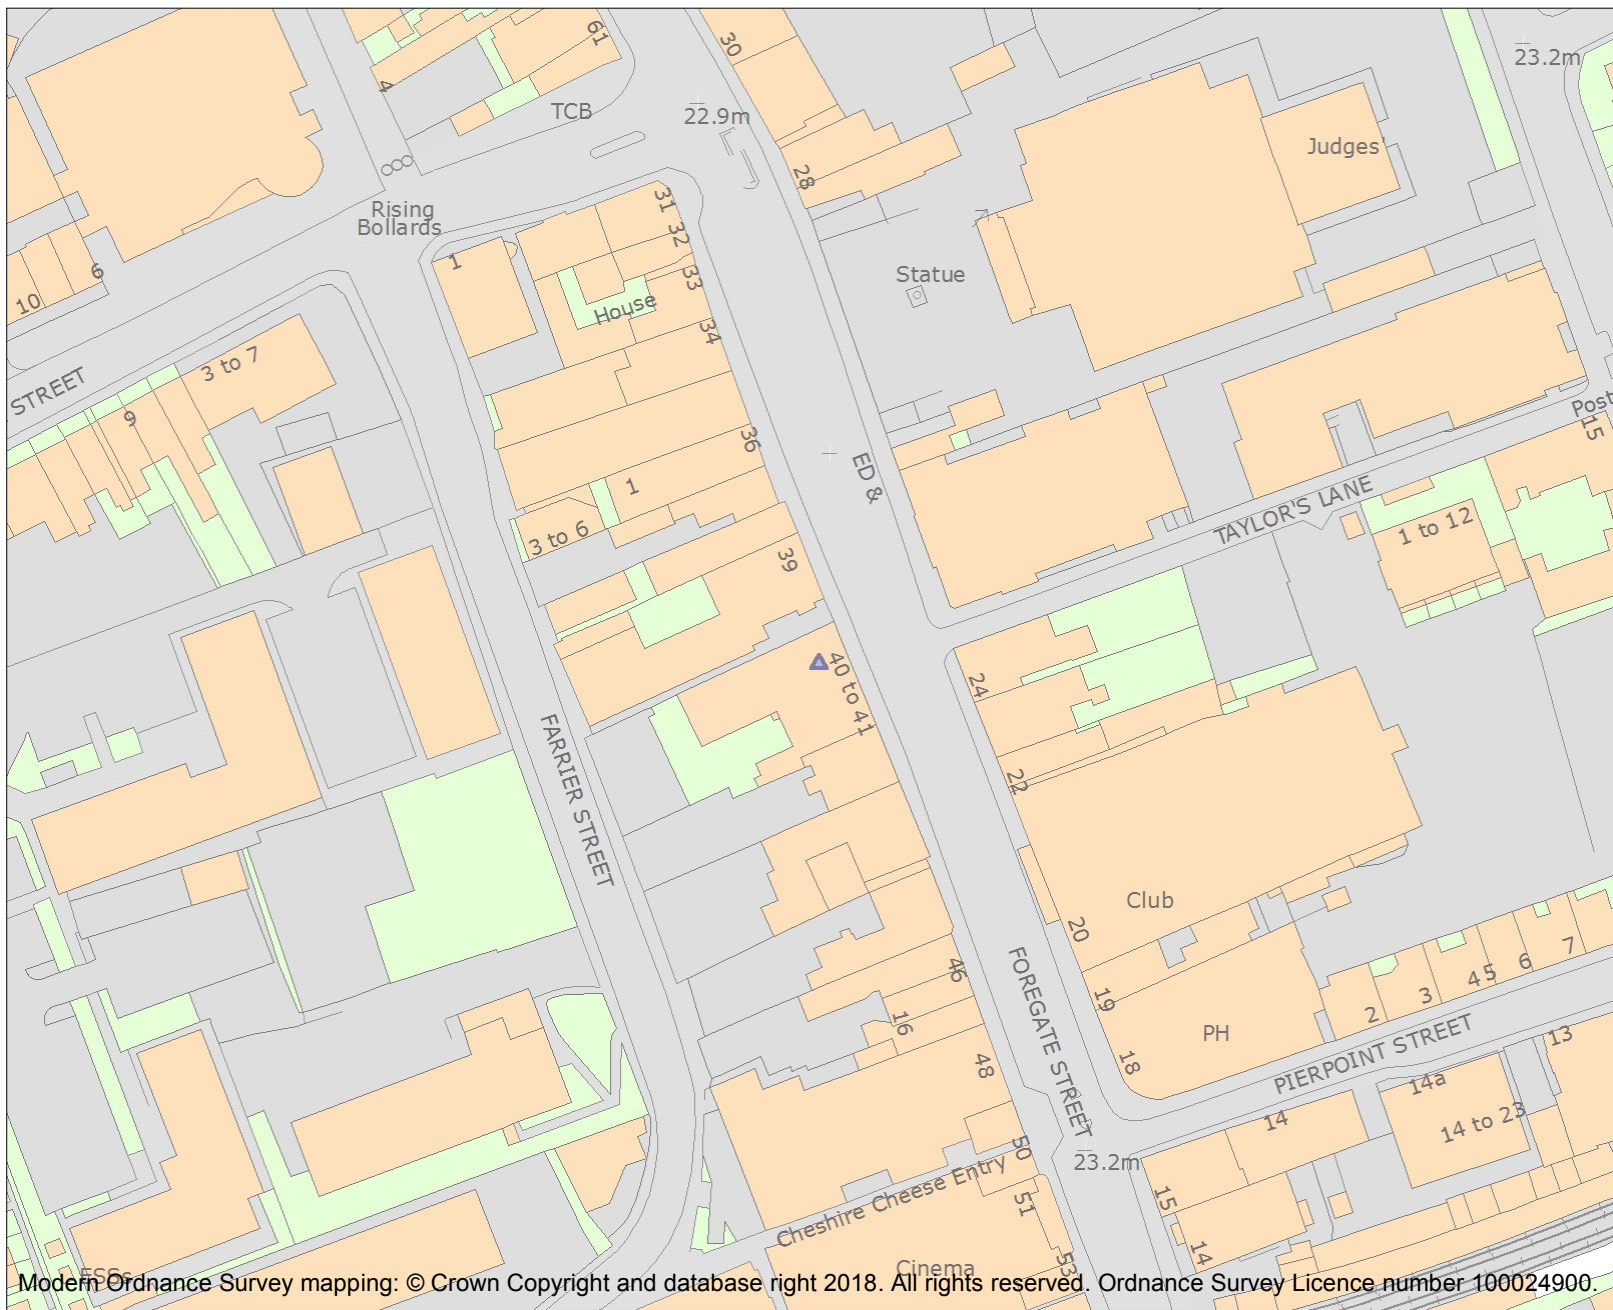 61
30
4
TCB
22.9m
23.2m
28
Judges'
Rising
Bollards
31
32
33
34
1
House
6
10
Statue
STREET
3 to 7
9
36
1
3 to 6
ED &
Post
15
TAYLOR'S LANE
1 to 12
39
40 to 41
24
22
FARRIER STREET
Club
20
19
18
46
16
48
FOREGATE STREET
PH
2
3
4
5
6
7
PIERPOINT STREET
13
14a
14
14 to 23
50
23.2m
Cheshire Cheese Entry
51
15
14
53
Cinema
ESSs
Modern Ordnance Survey mapping: © Crown Copyright and database right 2018. All rights reserved. Ordnance Survey Licence number 100024900.